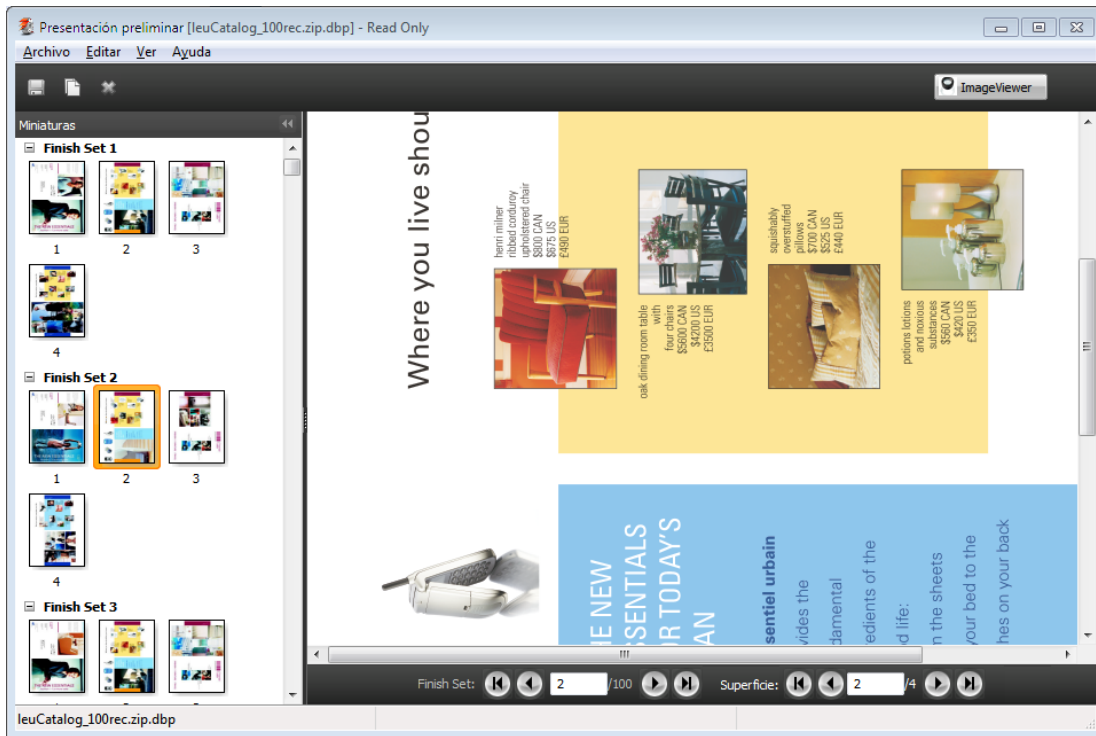 Presentación preliminar [leuCatalog_100rec.zip.dbp] - Read Only
Archivo Editar Ver Ayuda
ImageViewer
Miniaturas
Finish Set 1
1 2 3
4
Finish Set 2
1 2 3
4
Finish Set 3
Where you live shou
henri milner
ribbed corduroy
upholstered chair
$800 CAN
$675 US
£490 EUR
oak dining room table
with
four chairs
$5600 CAN
$4200 US
£3500 EUR
squishably
overstuffed
pillows
$700 CAN
$525 US
£440 EUR
potions lotions
and noxious
substances
$560 CAN
$420 US
£350 EUR
HE NEW
SSENTIALS
OR TODAY'S
AN
sentiel urbain
vides the
damental
edients of the
od life:
n the sheets
your bed to the
hes on your back
Finish Set: 2 /100 Superficie: 2 /4
leuCatalog_100rec.zip.dbp